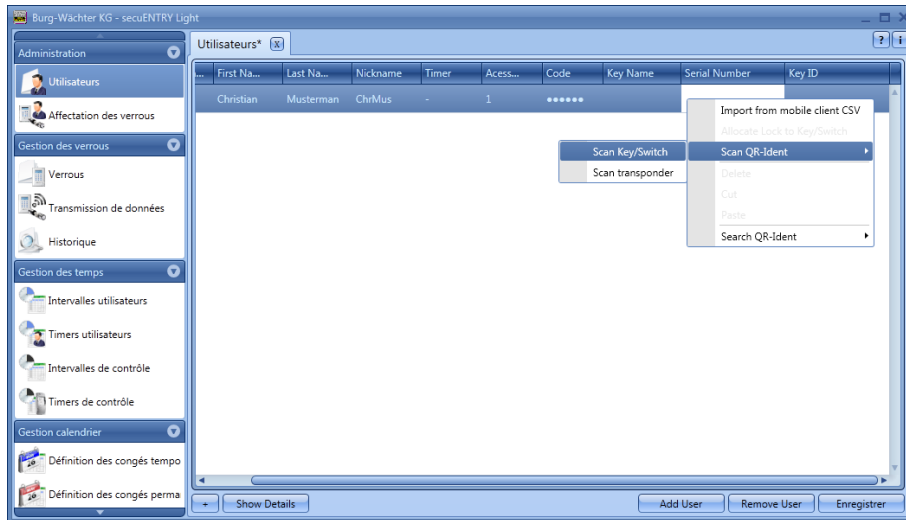 Burg-Wächter KG - secuENTRY Light
Administration
Utilisateurs
Affectation des verrous
Gestion des verrous
Verrous
Transmission de données
Historique
Gestion des temps
Intervalles utilisateurs
Timers utilisateurs
Intervalles de contrôle
Timers de contrôle
Gestion calendrier
Définition des congés tempo
Définition des congés perma
Utilisateurs*
... First Na... Last Na... Nickname Timer Acess... Code Key Name Serial Number Key ID
Christian Musterman ChrMus - 1 ●●●●●●
Import from mobile client CSV
Allocate Lock to Key/Switch
Scan QR-Ident
Delete
Cut
Paste
Search QR-Ident
Scan Key/Switch
Scan transponder
+ Show Details Add User Remove User Enregistrer